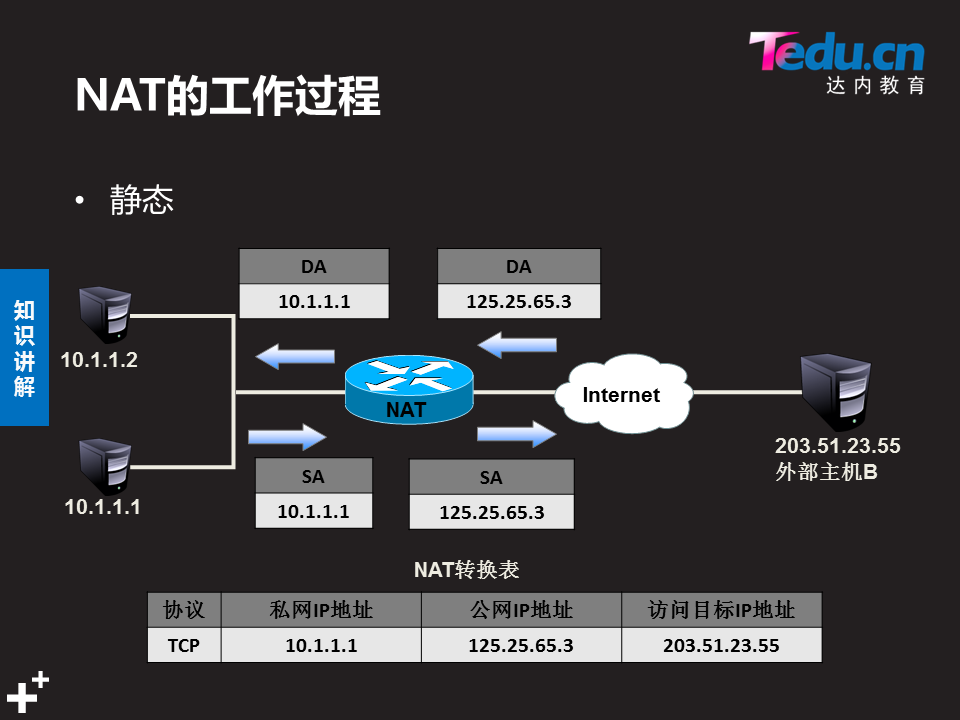 Tedu.cn
达内教育
NAT的工作过程
• 静态
知识讲解
DA
10.1.1.1
DA
125.25.65.3
10.1.1.2
NAT
Internet
203.51.23.55
外部主机B
10.1.1.1
SA
10.1.1.1
SA
125.25.65.3
NAT转换表
协议 私网IP地址 公网IP地址 访问目标IP地址
TCP 10.1.1.1 125.25.65.3 203.51.23.55